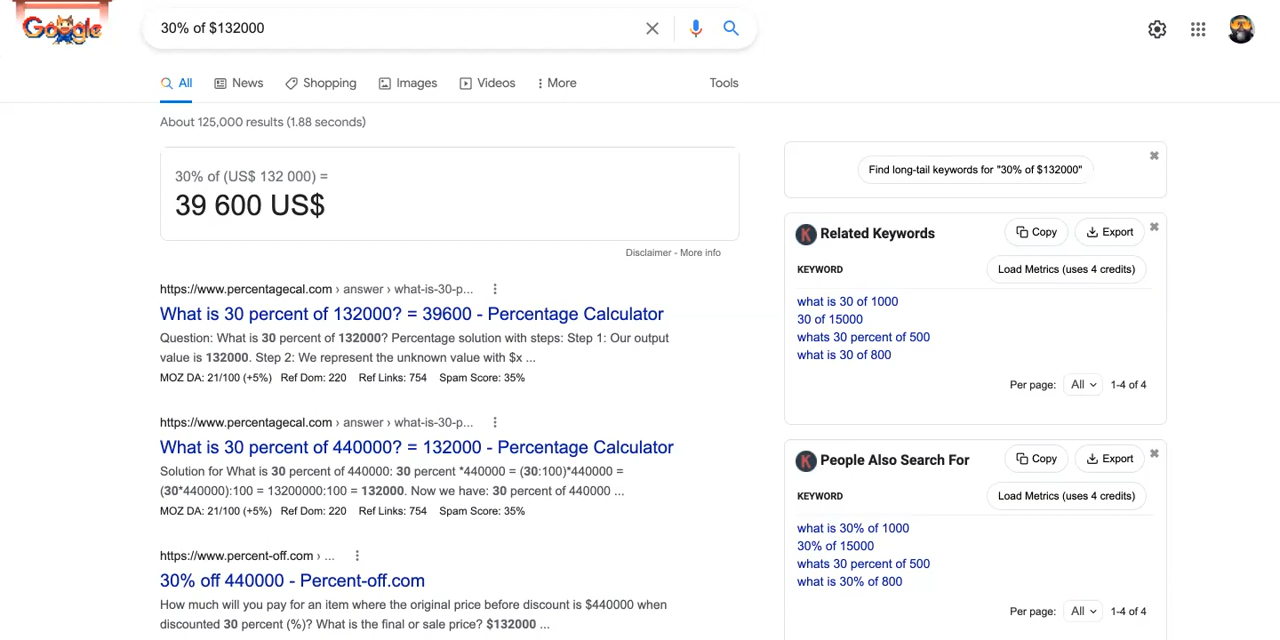 Google
30% of $132000
All
News
Shopping
Images
Videos
More
Tools
About 125,000 results (1.88 seconds)
30% of (US$ 132 000) =
39 600 US$
Disclaimer - More info
https://www.percentagecal.com › answer › what-is-30-p...
What is 30 percent of 132000? = 39600 - Percentage Calculator
Question: What is 30 percent of 132000? Percentage solution with steps: Step 1: Our output
value is 132000. Step 2: We represent the unknown value with $x ...
MOZ DA: 21/100 (+5%) Ref Dom: 220 Ref Links: 754 Spam Score: 35%
https://www.percentagecal.com › answer › what-is-30-p...
What is 30 percent of 440000? = 132000 - Percentage Calculator
Solution for What is 30 percent of 440000: 30 percent *440000 = (30:100)*440000 =
(30*440000):100 = 13200000:100 = 132000. Now we have: 30 percent of 440000 ...
MOZ DA: 21/100 (+5%) Ref Dom: 220 Ref Links: 754 Spam Score: 35%
https://www.percent-off.com › ...
30% off 440000 - Percent-off.com
How much will you pay for an item where the original price before discount is $440000 when
discounted 30 percent (%)? What is the final or sale price? $132000 ...
Find long-tail keywords for "30% of $132000"
K Related Keywords
Copy
Export
KEYWORD
Load Metrics (uses 4 credits)
what is 30 of 1000
30 of 15000
whats 30 percent of 500
what is 30 of 800
Per page: All 1-4 of 4
K People Also Search For
Copy
Export
KEYWORD
Load Metrics (uses 4 credits)
what is 30% of 1000
30% of 15000
whats 30 percent of 500
what is 30% of 800
Per page: All 1-4 of 4